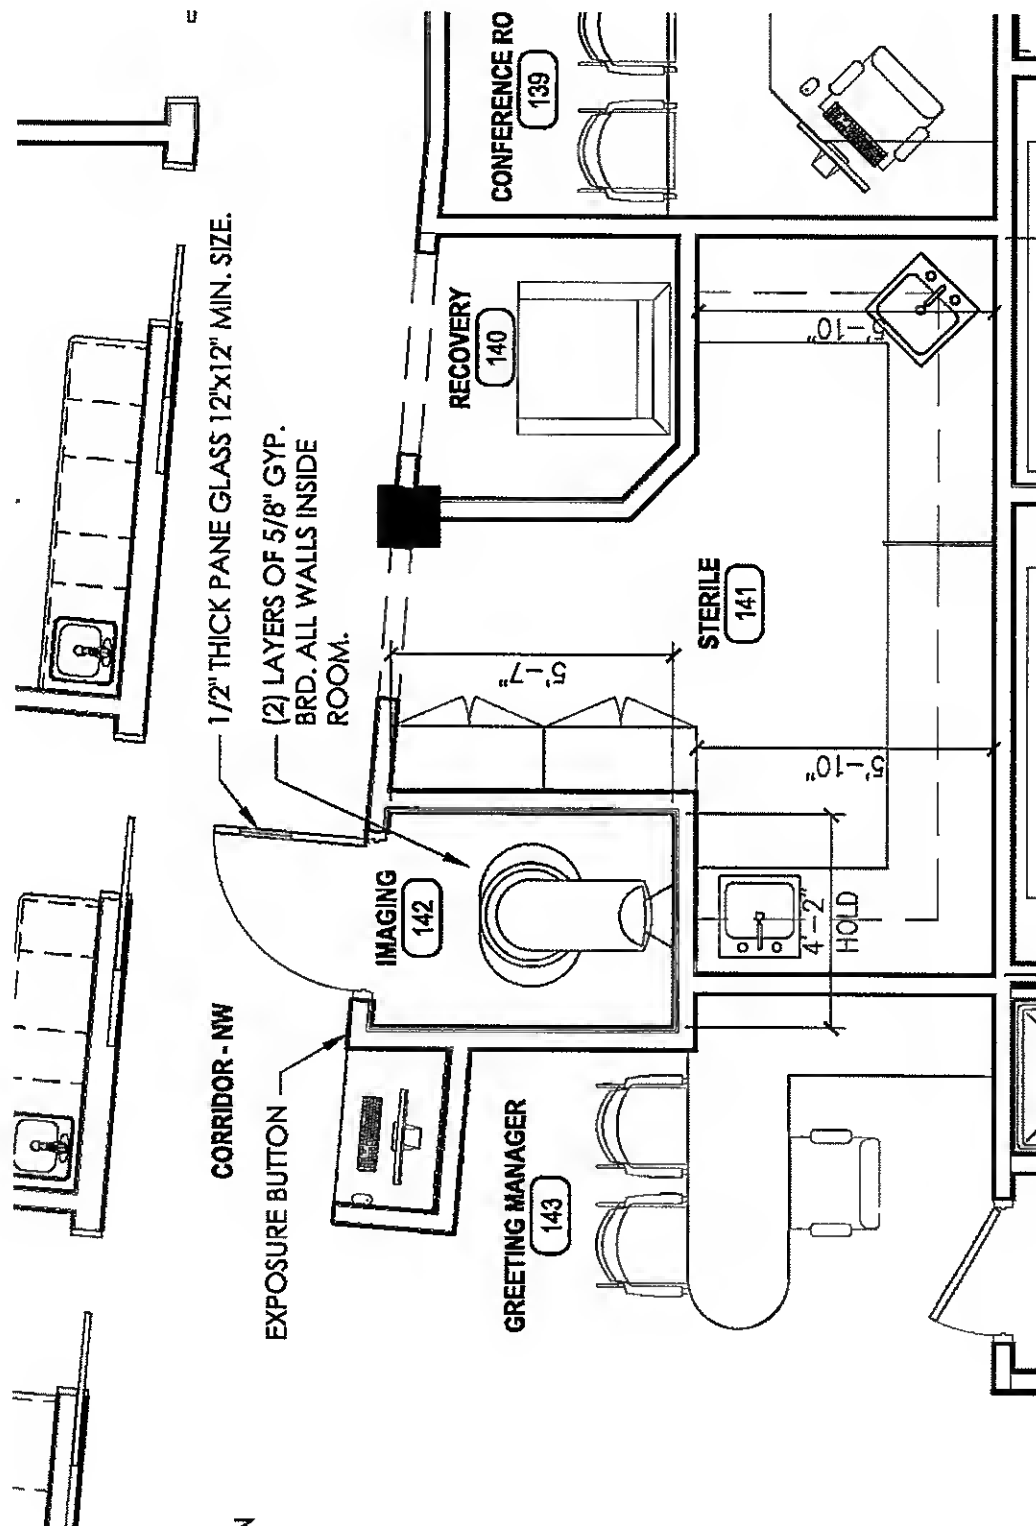 1/2" THICK PANE GLASS 12"x12" MIN. SIZE.
(2) LAYERS OF 5/8" GYP.
BRD. ALL WALLS INSIDE
ROOM.
CORRIDOR - NW
EXPOSURE BUTTON
IMAGING
142
GREETING MANAGER
143
RECOVERY
140
CONFERENCE RO
139
STERILE
141
5'-7"
5'-10"
5'-10"
4'-2"
HOLD
N